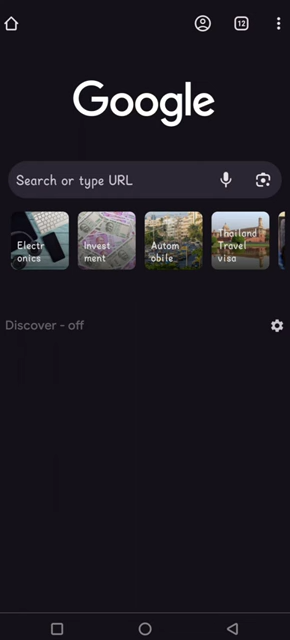 12
Google
Search or type URL
Electr
onics
Invest
ment
Autom
obile
Thailand
Travel
visa
Discover – off